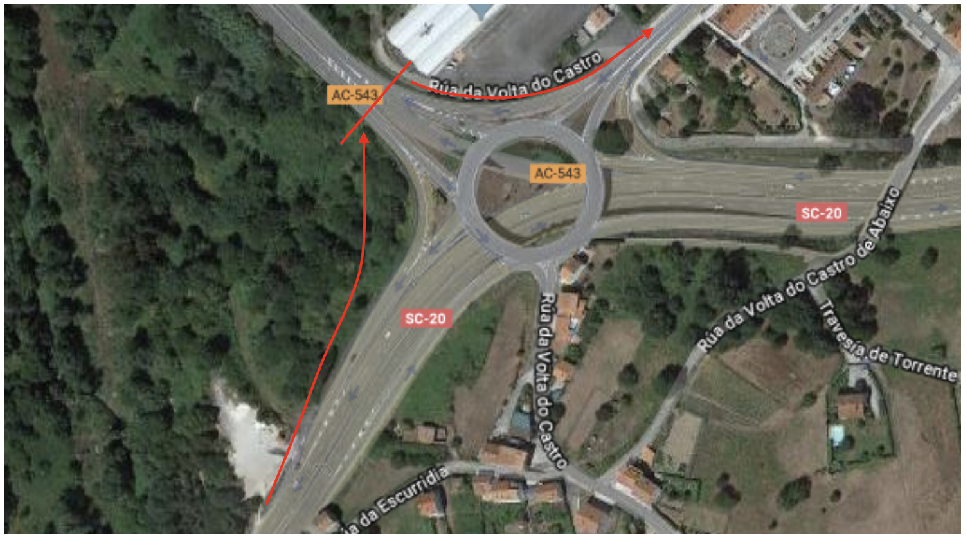 Rúa da Volta do Castro
AC-543
AC-543
SC-20
Rúa da Volta do Castro de Abaixo
SC-20
Rúa da Volta do Castro
Travesía de Torrente
a da Escurridia